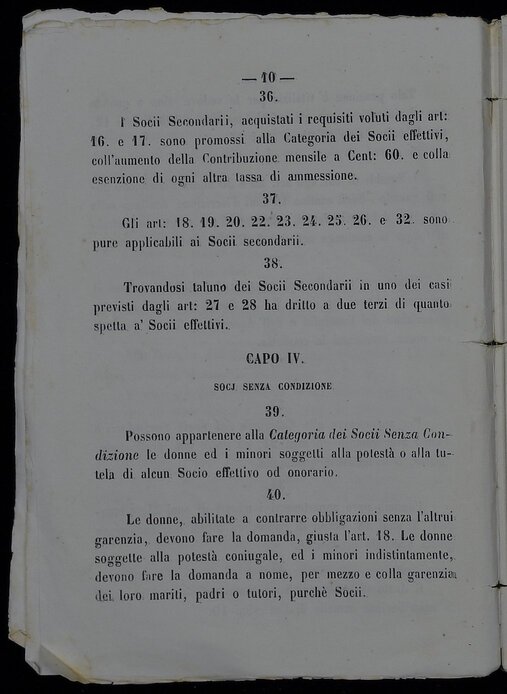 — 10 —
36.
I Socii Secondarii, acquistati i requisiti voluti dagli art:
16. e 17. sono promossi alla Categoria dei Socii effettivi,
coll'aumento della Contribuzione mensile a Cent: 60. e colla
esenzione di ogni altra tassa di ammessione.
37.
Gli art: 18. 19. 20. 22. 23. 24. 25. 26. e 32. sono
pure applicabili ai Socii secondarii.
38.
Trovandosi taluno dei Socii Secondarii in uno dei casi
previsti dagli art: 27 e 28 ha dritto a due terzi di quanto
spetta a' Socii effettivi.
CAPO IV.
SOCJ SENZA CONDIZIONE
39.
Possono appartenere alla Categoria dei Socii Senza Con-
dizione le donne ed i minori soggetti alla potestà o alla tu-
tela di alcun Socio effettivo od onorario.
40.
Le donne, abilitate a contrarre obbligazioni senza l'altrui
garenzia, devono fare la domanda, giusta l'art. 18. Le donne
soggette alla potestà coniugale, ed i minori indistintamente,
devono fare la domanda a nome, per mezzo e colla garenzia
dei loro mariti, padri o tutori, purchè Socii.